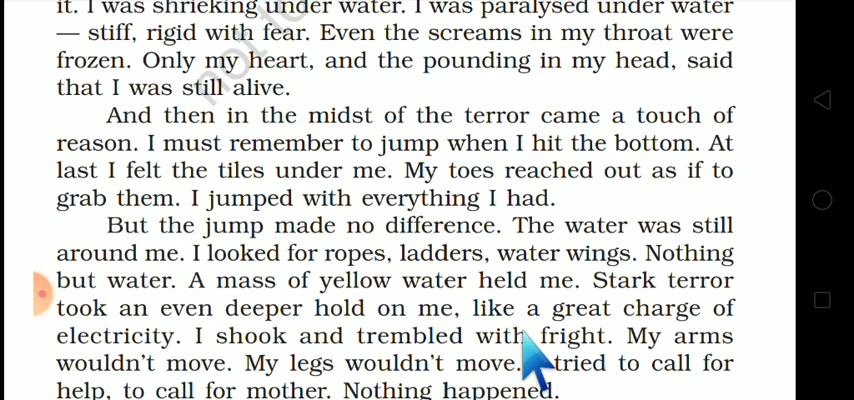 it. I was shrieking under water. I was paralysed under water
— stiff, rigid with fear. Even the screams in my throat were
frozen. Only my heart, and the pounding in my head, said
that I was still alive.
And then in the midst of the terror came a touch of
reason. I must remember to jump when I hit the bottom. At
last I felt the tiles under me. My toes reached out as if to
grab them. I jumped with everything I had.
But the jump made no difference. The water was still
around me. I looked for ropes, ladders, water wings. Nothing
but water. A mass of yellow water held me. Stark terror
took an even deeper hold on me, like a great charge of
electricity. I shook and trembled with fright. My arms
wouldn't move. My legs wouldn't move. tried to call for
help, to call for mother. Nothing happened.
not to